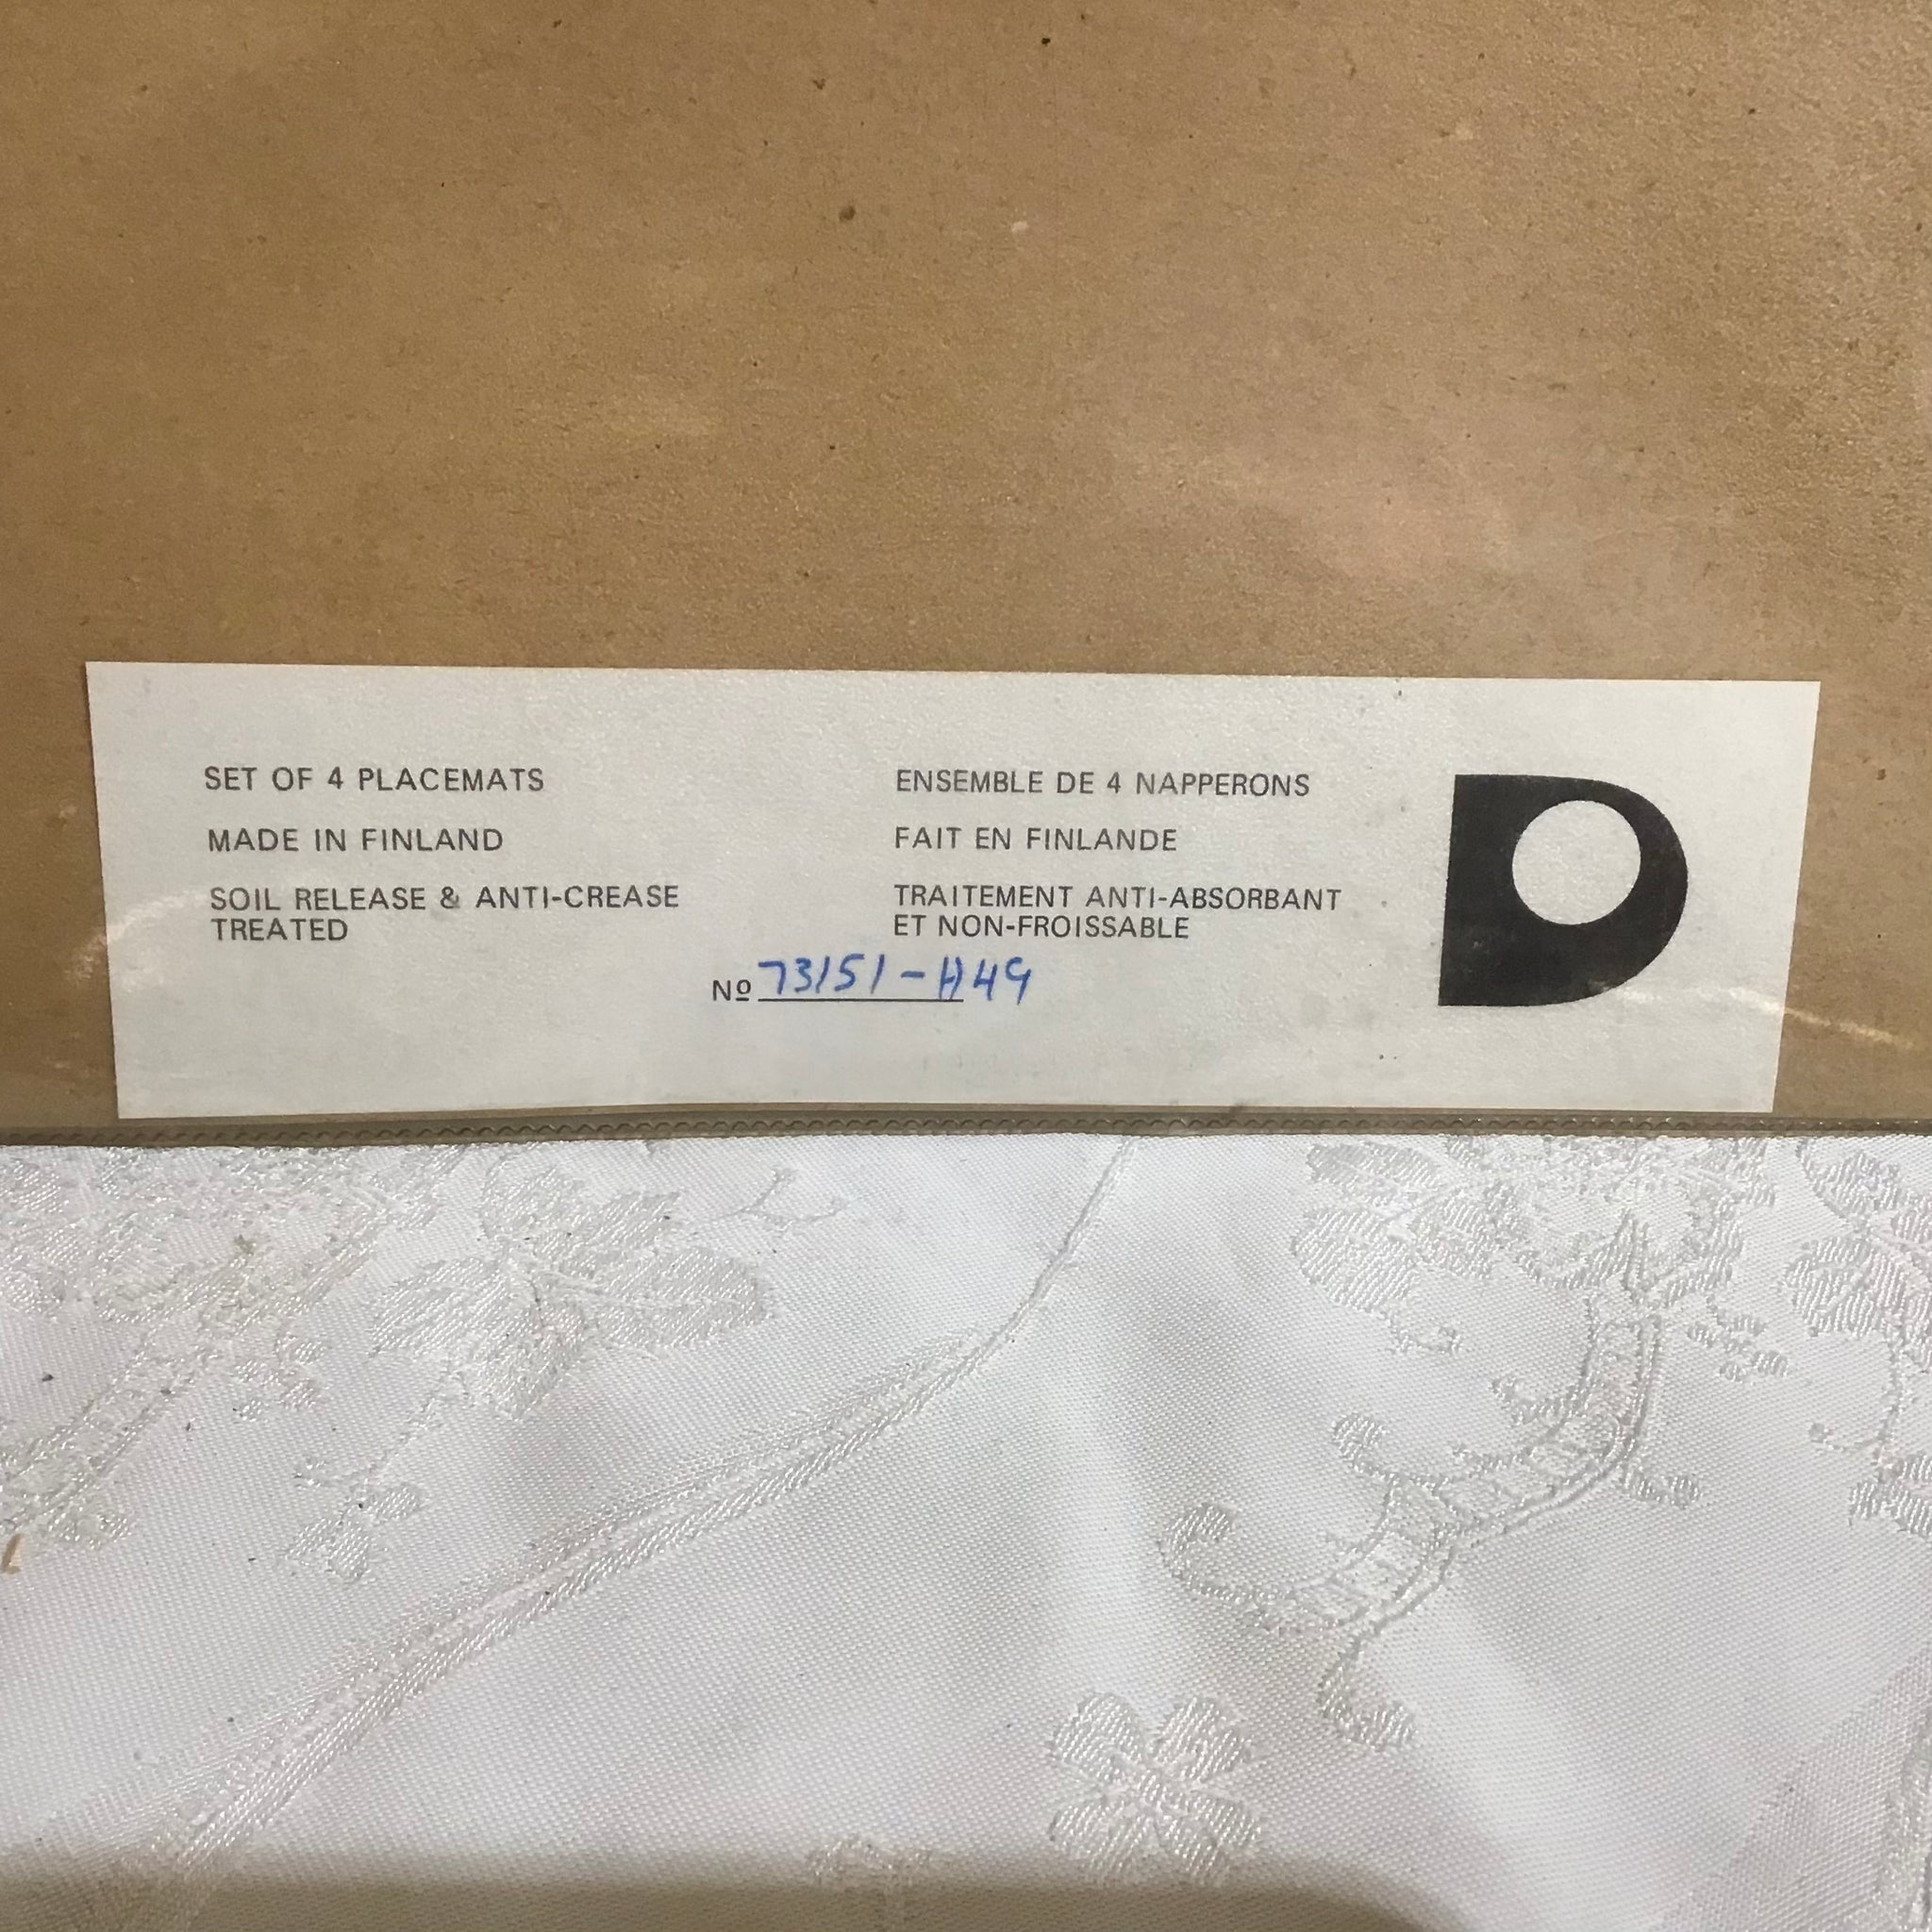 SET OF 4 PLACEMATS
MADE IN FINLAND
SOIL RELEASE & ANTI-CREASE
TREATED
ENSEMBLE DE 4 NAPPERONS
FAIT EN FINLANDE
TRAITEMENT ANTI-ABSORBANT
ET NON-FROISSABLE
Nº 73151-H49
D